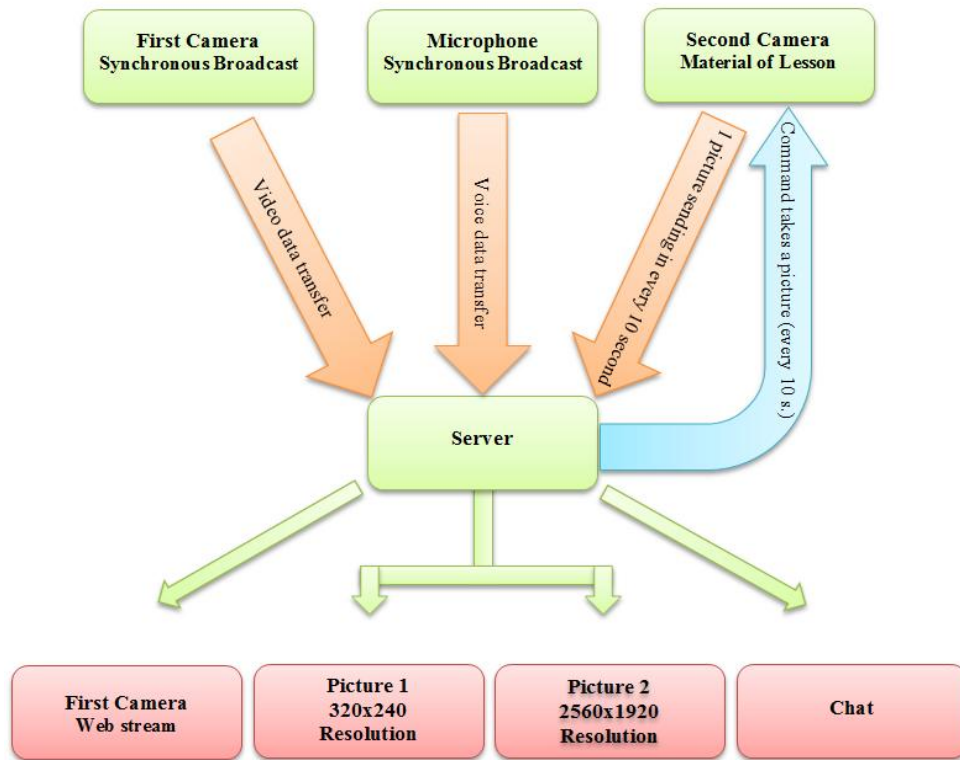 First Camera
Synchronous Broadcast
Microphone
Synchronous Broadcast
Second Camera
Material of Lesson
Video data transfer
Voice data transfer
1 picture sending in every 10 second
Command takes a picture (every 10 s.)
Server
First Camera
Web stream
Picture 1
320x240
Resolution
Picture 2
2560x1920
Resolution
Chat